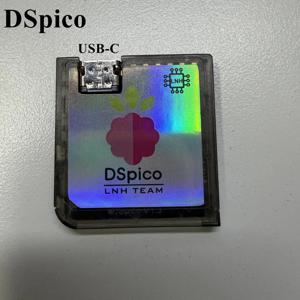 DSpico
USB-C
LNH
DSpico
LNH TEAM